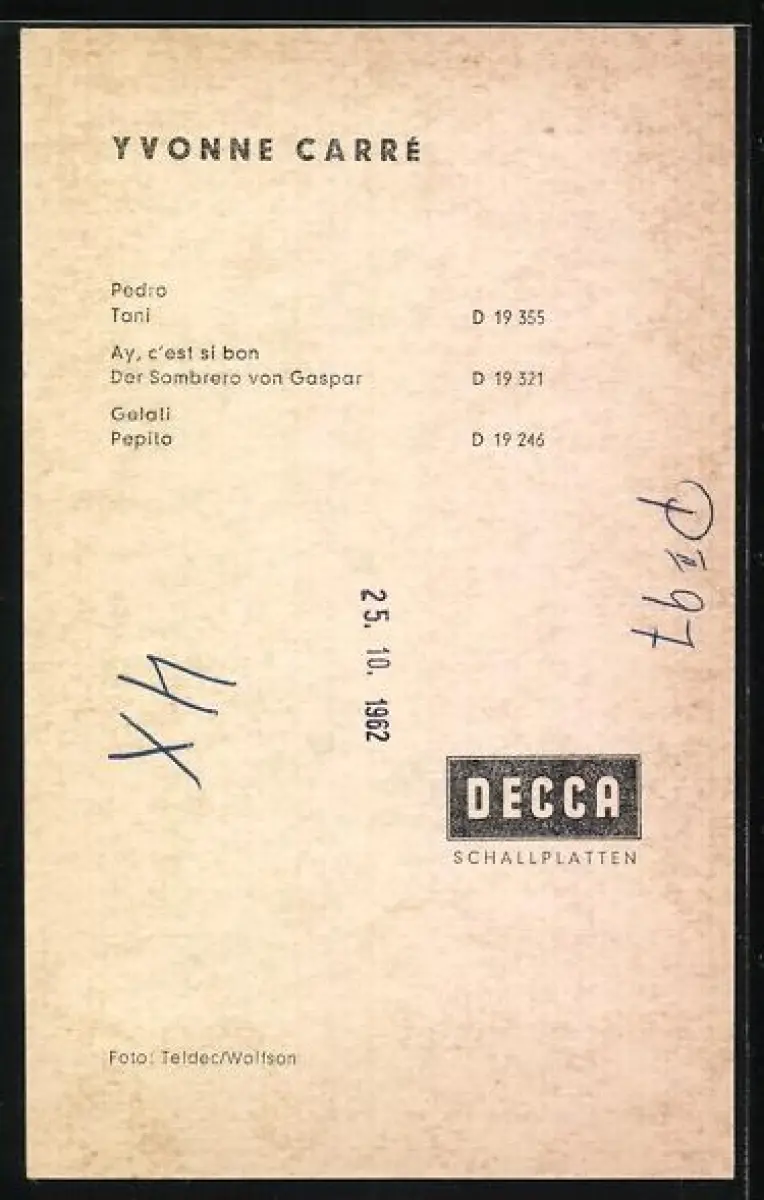 YVONNE CARRÉ
Pedro
Tani D 19 355
Ay, c'est si bon
Der Sombrero von Gaspar D 19 321
Gelati
Pepito D 19 246
25. 10. 1962
DECCA
SCHALLPLATTEN
Foto: Teldec/Wolfson